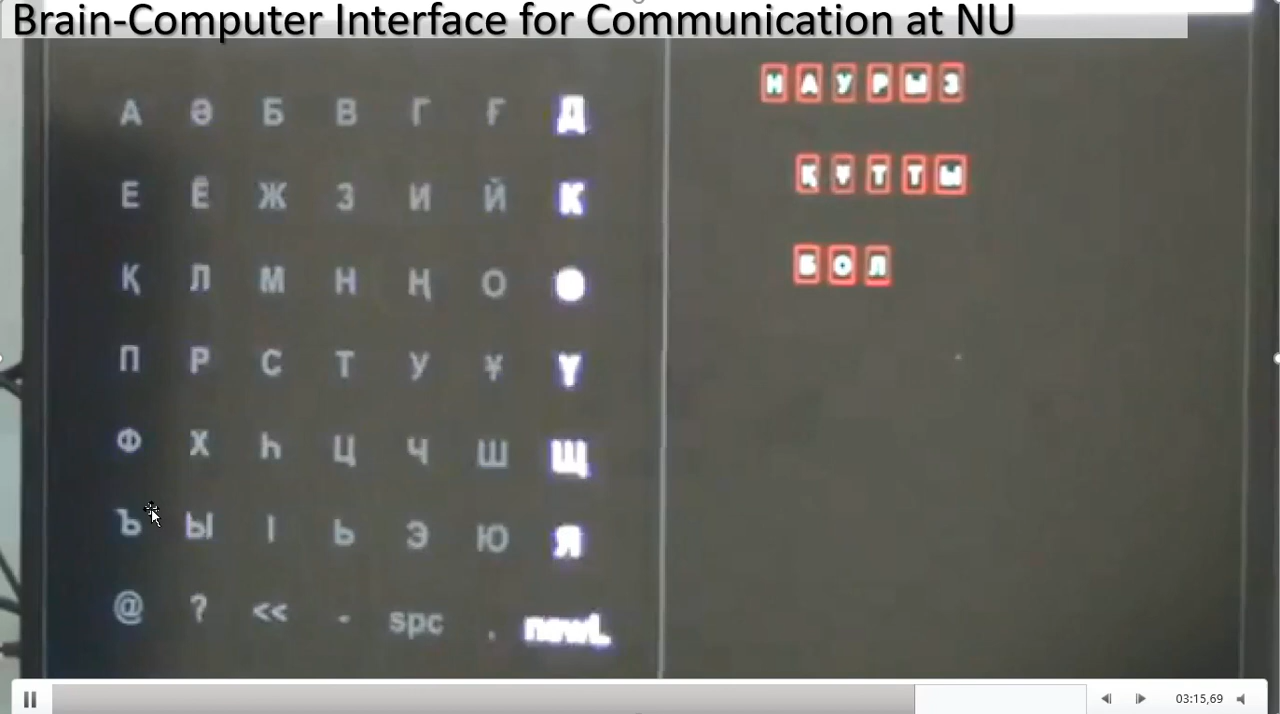 Brain-Computer Interface for Communication at NU
А Ә Б В Г Ғ Д
Е Ё Ж З И Й К
Қ Л М Н Ң О Ө
П Р С Т У Ұ Ү
Ф Х Һ Ц Ч Ш Щ
Ъ Ы І Ь Э Ю Я
@ ? << - spc . newL
НАУРЫЗ
ҚҰТТЫ
БОЛ
03:15,69